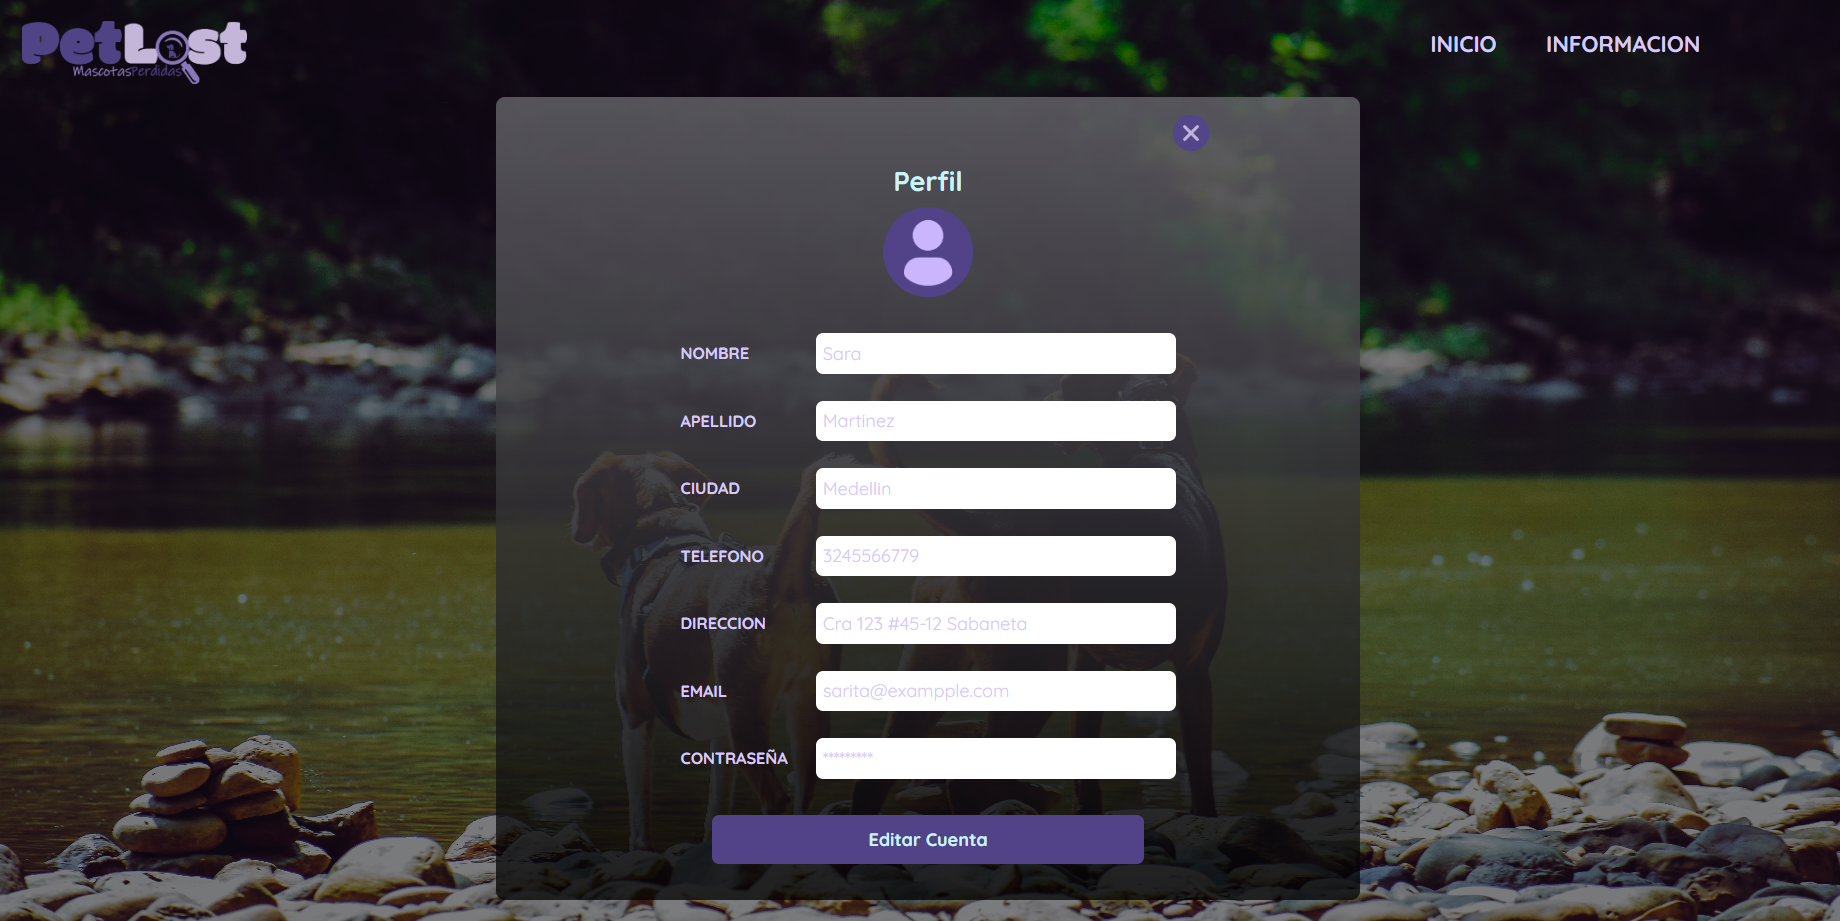 PetLost
MascotasPerdidas
INICIO
INFORMACION
Perfil
NOMBRE
Sara
APELLIDO
Martinez
CIUDAD
Medellin
TELEFONO
3245566779
DIRECCION
Cra 123 #45-12 Sabaneta
EMAIL
sarita@exampple.com
CONTRASEÑA
*********
Editar Cuenta